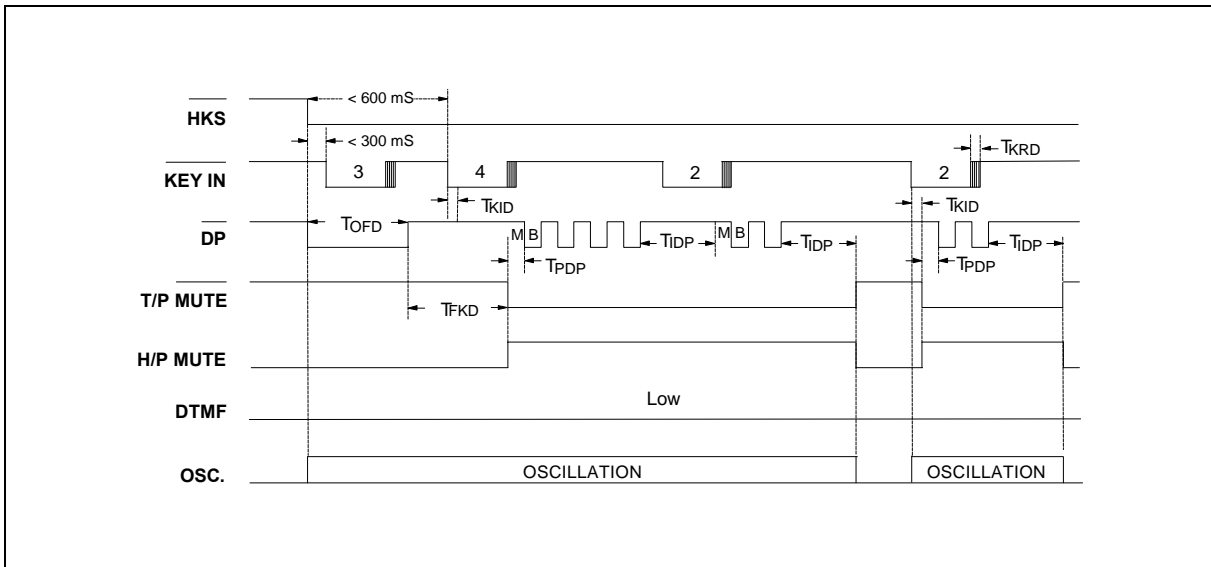 < 600 mS
HKS
< 300 mS
TKRD
KEY IN
3
4
2
2
TKID
TKID
TOFD
DP
M B
TIDP
M B
TIDP
TIDP
TPDP
TPDP
T/P MUTE
TFKD
H/P MUTE
Low
DTMF
OSC.
OSCILLATION
OSCILLATION